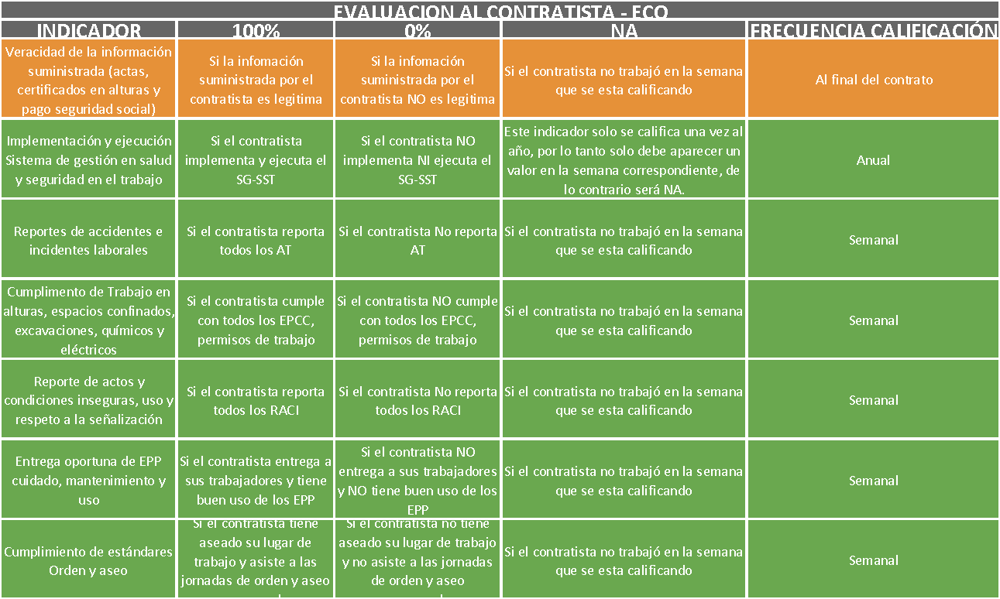 EVALUACION AL CONTRATISTA - ECO
INDICADOR
100%
0%
NA
FRECUENCIA CALIFICACIÓN
Veracidad de la información
suministrada (actas,
certificados en alturas y
pago seguridad social)
Si la infomación
suministrada por el
contratista es legitima
Si la infomación
suministrada por el
contratista NO es legitima
Si el contratista no trabajó en la semana
que se esta calificando
Al final del contrato
Implementación y ejecución
Sistema de gestión en salud
y seguridad en el trabajo
Si el contratista
implementa y ejecuta el
SG-SST
Si el contratista NO
implementa NI ejecuta el
SG-SST
Este indicador solo se califica una vez al
año, por lo tanto solo debe aparecer un
valor en la semana correspondiente, de
lo contrario será NA.
Anual
Reportes de accidentes e
incidentes laborales
Si el contratista reporta
todos los AT
Si el contratista No reporta
AT
Si el contratista no trabajó en la semana
que se esta calificando
Semanal
Cumplimento de Trabajo en
alturas, espacios confinados,
excavaciones, químicos y
eléctricos
Si el contratista cumple
con todos los EPCC,
permisos de trabajo
Si el contratista NO cumple
con todos los EPCC,
permisos de trabajo
Si el contratista no trabajó en la semana
que se esta calificando
Semanal
Reporte de actos y
condiciones inseguras, uso y
respeto a la señalización
Si el contratista reporta
todos los RACI
Si el contratista No reporta
todos los RACI
Si el contratista no trabajó en la semana
que se esta calificando
Semanal
Entrega oportuna de EPP
cuidado, mantenimiento y
uso
Si el contratista entrega a
sus trabajadores y tiene
buen uso de los EPP
Si el contratista NO
entrega a sus trabajadores
y NO tiene buen uso de los
EPP
Si el contratista no trabajó en la semana
que se esta calificando
Semanal
Cumplimiento de estándares
Orden y aseo
Si el contratista tiene
aseado su lugar de
trabajo y asiste a las
jornadas de orden y aseo
Si el contratista no tiene
aseado su lugar de trabajo
y no asiste a las jornadas
de orden y aseo
Si el contratista no trabajó en la semana
que se esta calificando
Semanal